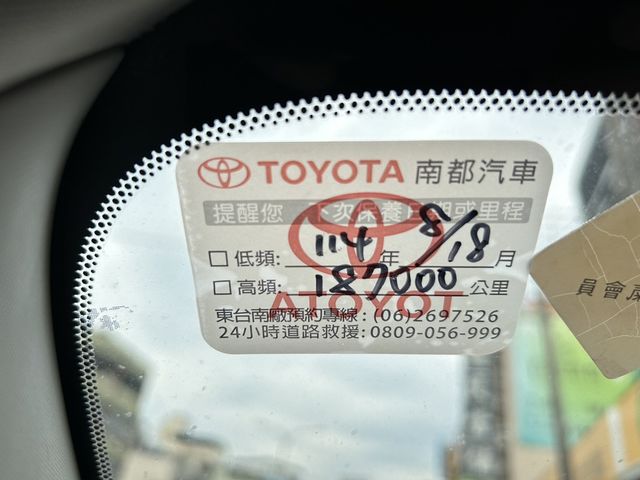 TOYOTA 南都汽車
提醒您 下次保養日期或里程
□ 低頻: 114 年 8/18 月
□ 高頻: 187000 公里
東台南廠預約專線: (06)2697526
24小時道路救援: 0809-056-999
TOYOTA
員會